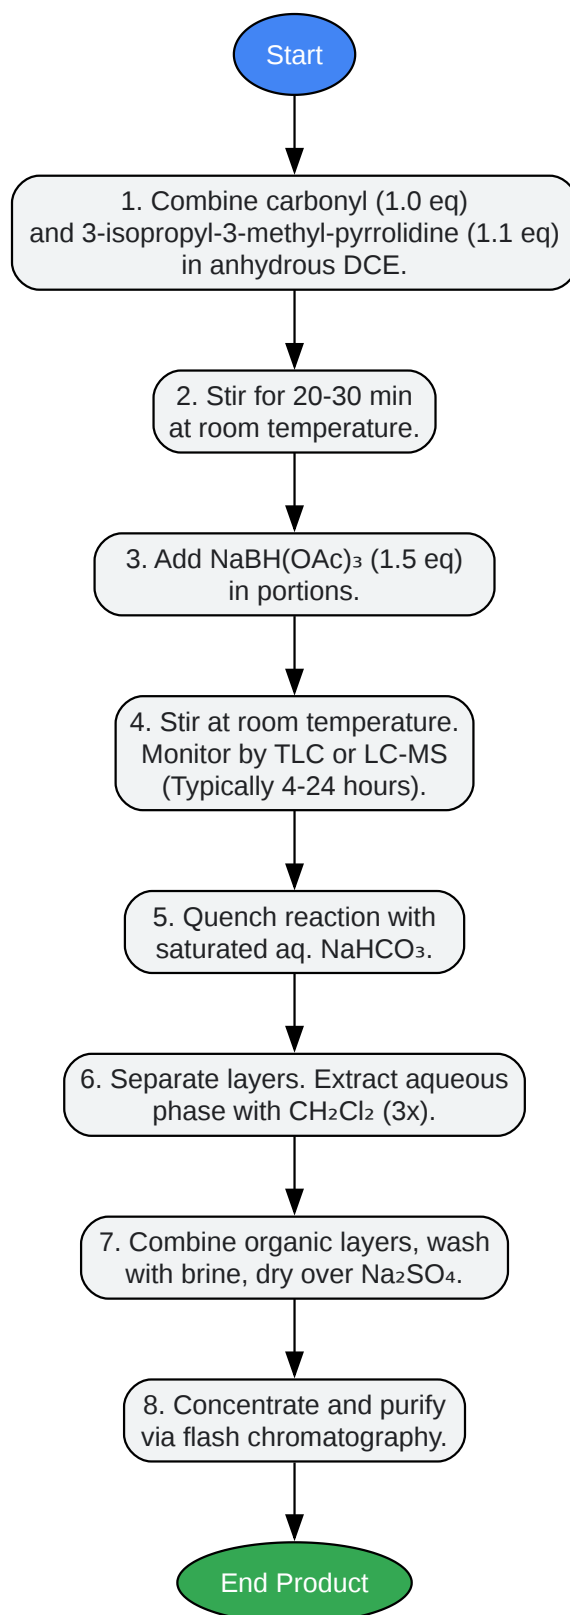 Start
1. Combine carbonyl (1.0 eq)
and 3-isopropyl-3-methyl-pyrrolidine (1.1 eq)
in anhydrous DCE.
2. Stir for 20-30 min
at room temperature.
3. Add NaBH(OAc)₃ (1.5 eq)
in portions.
4. Stir at room temperature.
Monitor by TLC or LC-MS
(Typically 4-24 hours).
5. Quench reaction with
saturated aq. NaHCO₃.
6. Separate layers. Extract aqueous
phase with CH₂Cl₂ (3x).
7. Combine organic layers, wash
with brine, dry over Na₂SO₄.
8. Concentrate and purify
via flash chromatography.
End Product